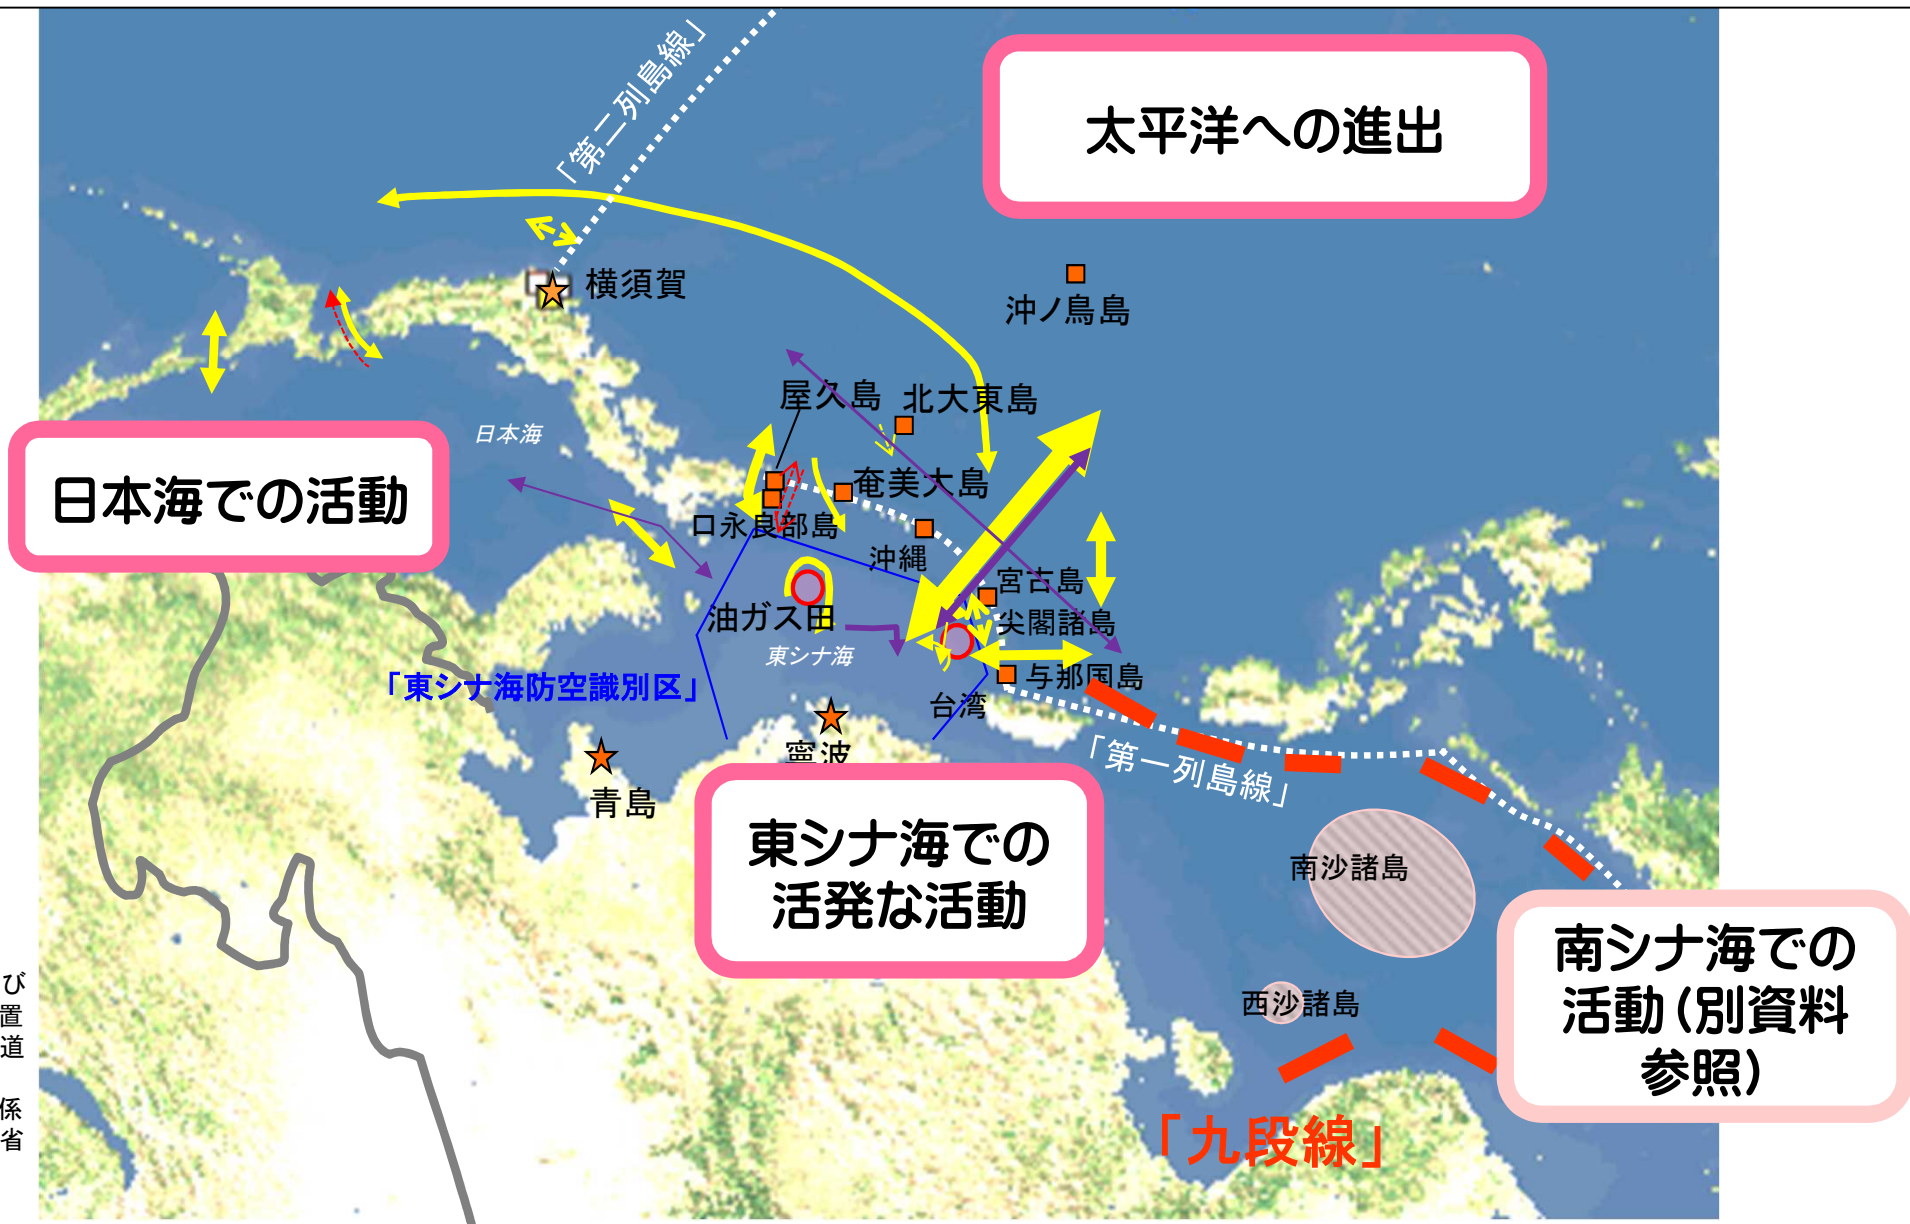 「第二列島線」
太平洋への進出
横須賀
沖ノ鳥島
屋久島
北大東島
日本海
日本海での活動
奄美大島
口永良部島
沖縄
宮古島
油ガス田
尖閣諸島
東シナ海
与那国島
「東シナ海防空識別区」
台湾
寧波
「第一列島線」
青島
東シナ海での
活発な活動
南沙諸島
南シナ海での
活動（別資料
参照）
西沙諸島
び
置
道
係
省
「九段線」